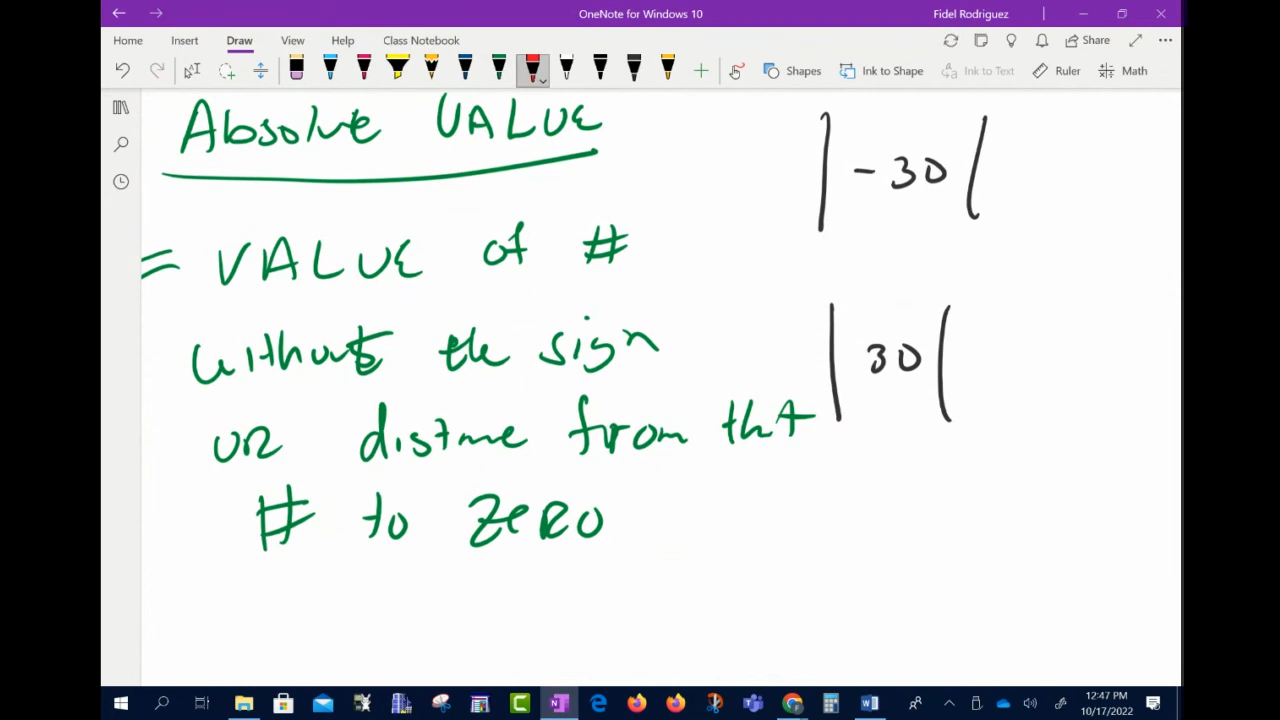 OneNote for Windows 10
Fidel Rodriguez
Home Insert Draw View Help Class Notebook
Share
Shapes Ink to Shape Ink to Text Ruler Math
Absolute VALUE
= VALUE of #
without the sign
OR distance from that
# to ZERO
|-30|
|30|
12:47 PM
10/17/2022